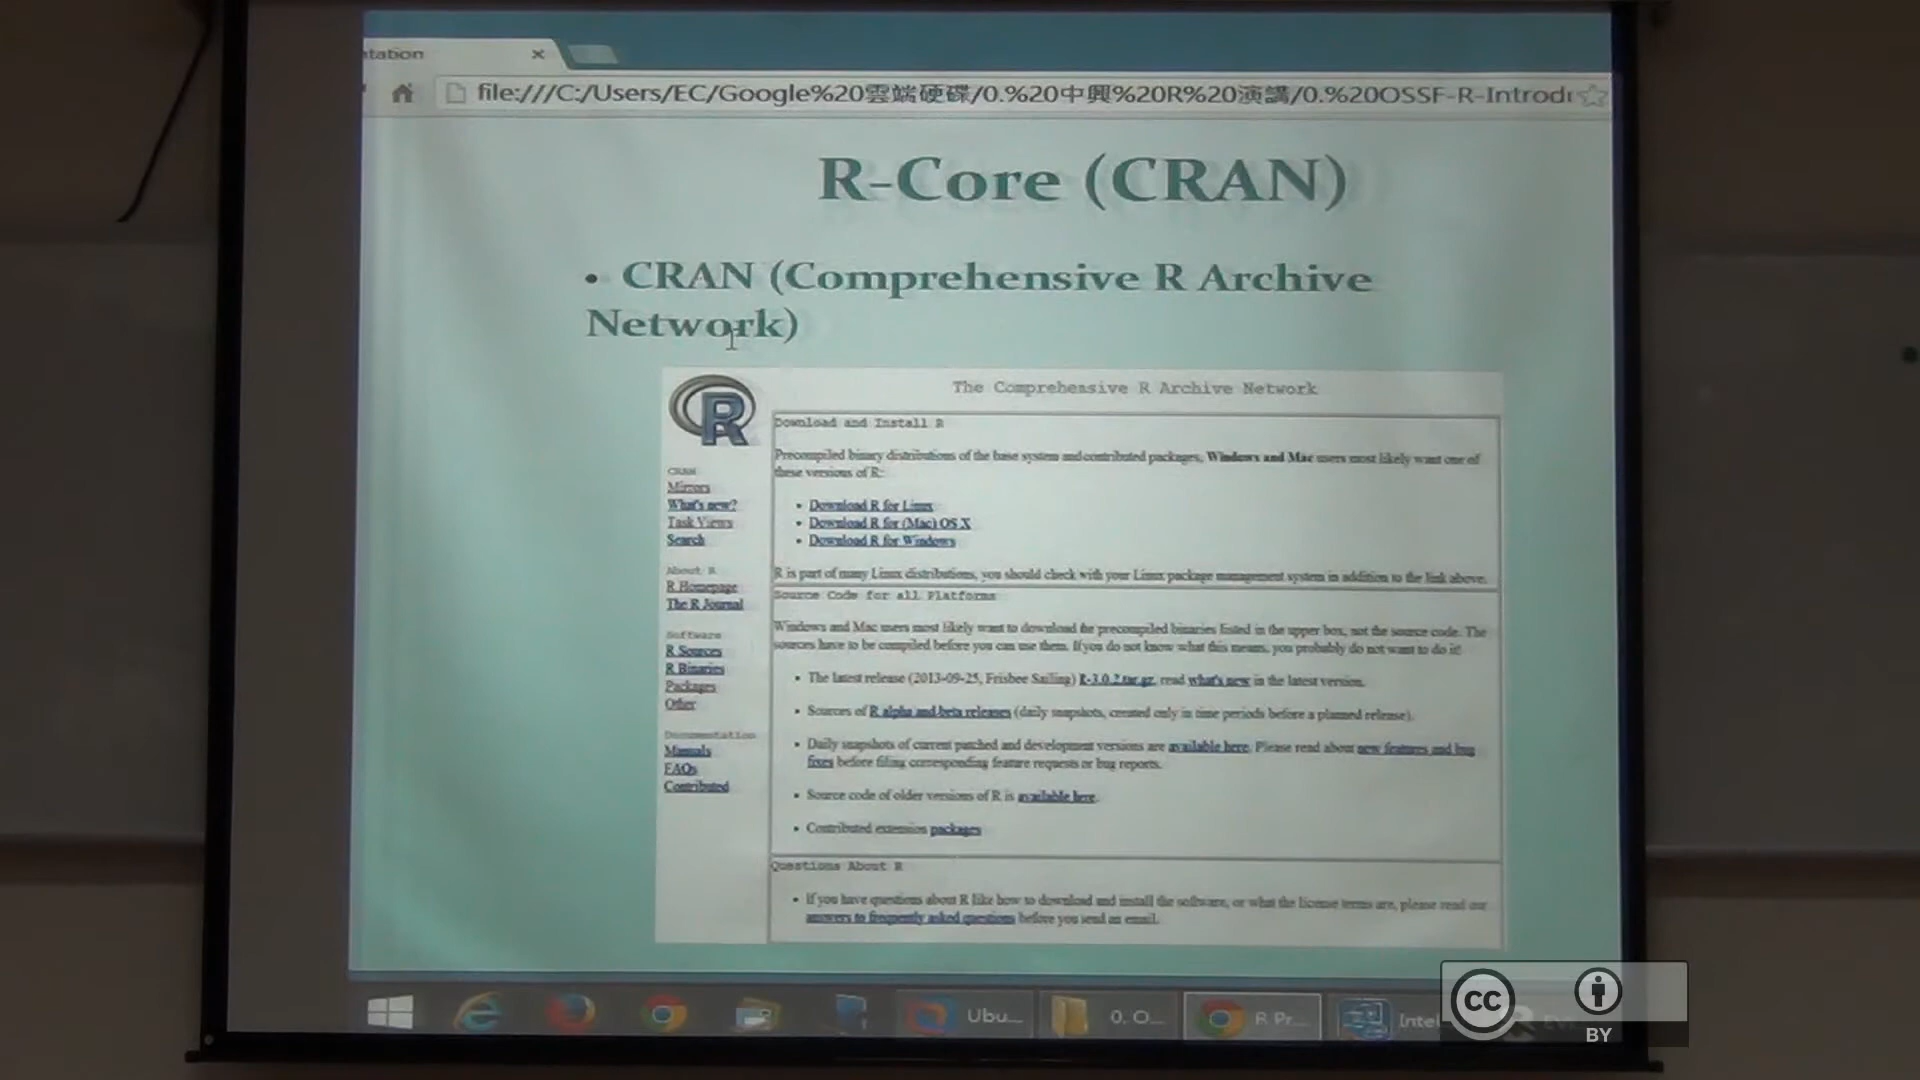 tation
file:///C:/Users/EC/Google%20雲端硬碟/0.%20中興%20R%20演講/0.%20OSSF-R-Introdu
R-Core (CRAN)
• CRAN (Comprehensive R Archive
Network)
The Comprehensive R Archive Network
R
Download and Install R
Precompiled binary distributions of the base system and contributed packages, Windows and Mac users most likely want one of
these versions of R:
• Download R for Linux
• Download R for (Mac) OS X
• Download R for Windows
R is part of many Linux distributions, you should check with your Linux package management system in addition to the link above.
CRAN
Mirrors
What's new?
Task Views
Search
About R
R Homepage
The R Journal
Software
R Sources
R Binaries
Packages
Other
Documentation
Manuals
FAQs
Contributed
Source Code for all Platforms
Windows and Mac users most likely want to download the precompiled binaries listed in the upper box, not the source code. The
sources have to be compiled before you can use them. If you do not know what this means, you probably do not want to do it!
• The latest release (2013-09-25, Frisbee Sailing) R-3.0.2.tar.gz, read what's new in the latest version.
• Sources of R alpha and beta releases (daily snapshots, created only in time periods before a planned release).
• Daily snapshots of current patched and development versions are available here. Please read about new features and bug
fixes before filing corresponding feature requests or bug reports.
• Source code of older versions of R is available here.
• Contributed extension packages
Questions About R
• If you have questions about R like how to download and install the software, or what the license terms are, please read our
answers to frequently asked questions before you send an email.
Ubu...
0. O...
R Pr...
Intel
cc
BY